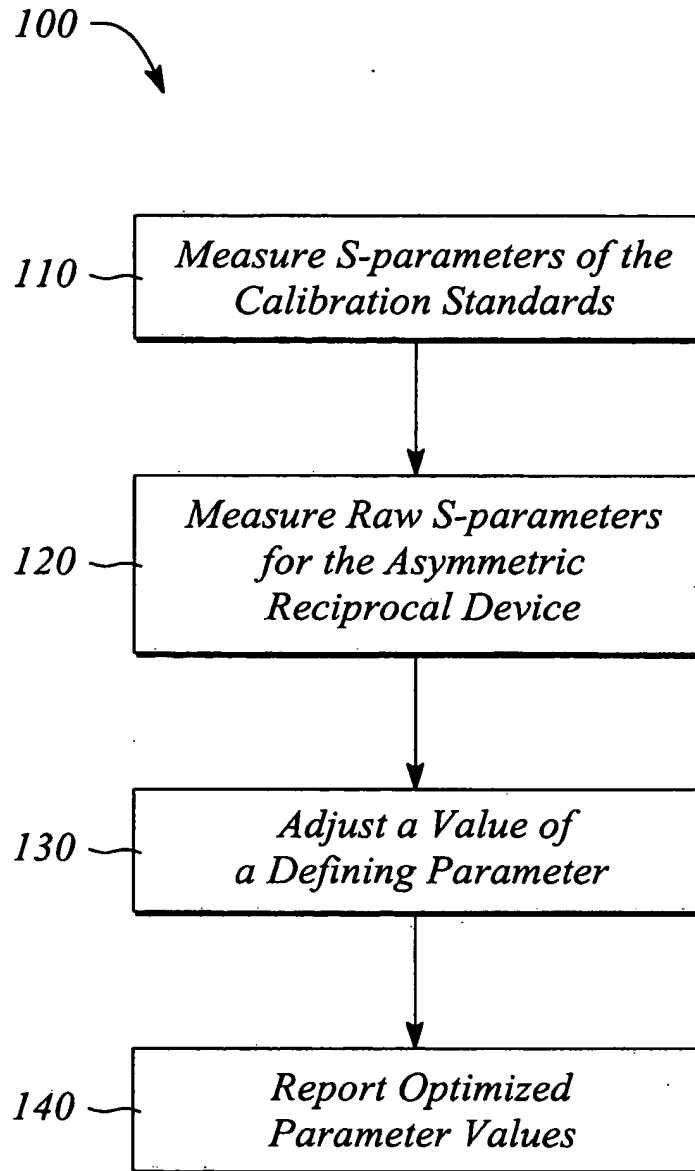 100
110
Measure S-parameters of the
Calibration Standards
120
Measure Raw S-parameters
for the Asymmetric
Reciprocal Device
130
Adjust a Value of
a Defining Parameter
140
Report Optimized
Parameter Values